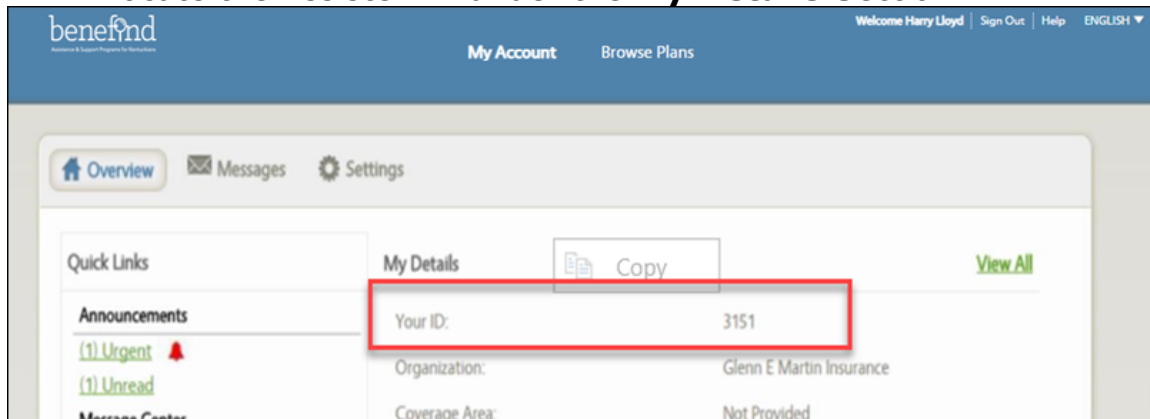 benefind
Welcome Harry Lloyd | Sign Out | Help ENGLISH ▼
Assistance & Support Programs for Kentuckians
My Account Browse Plans
Overview Messages Settings
Quick Links
My Details
Copy
View All
Announcements
(1) Urgent
(1) Unread
Message Center
Your ID: 3151
Organization: Glenn E Martin Insurance
Coverage Area: Not Provided